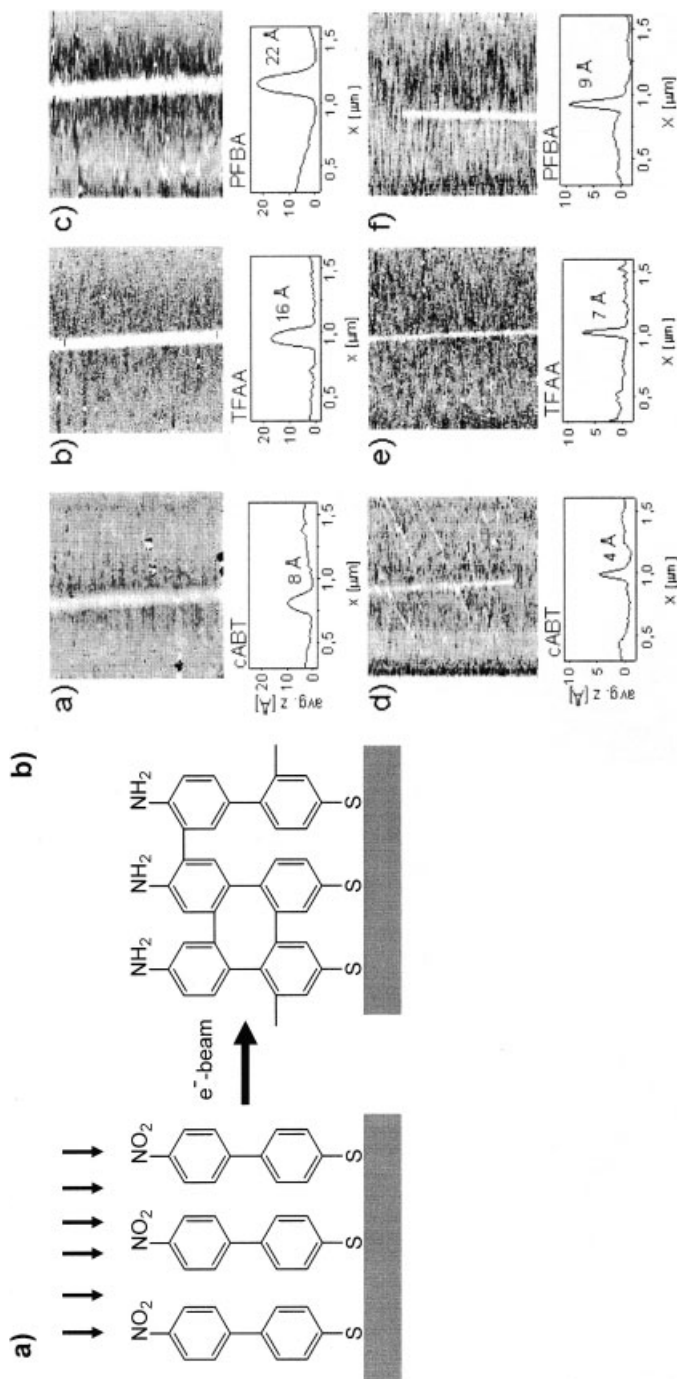 a)
NO2 NO2 NO2
S S S
e⁻-beam
b)
NH2 NH2 NH2
S S S
a)
cABT
avg. z [Å]
20
10
0
8 Å
0,5 1,0 1,5
X [µm]
b)
TFAA
20
10
0
16 Å
0,5 1,0 1,5
X [µm]
c)
PFBA
20
10
0
22 Å
0,5 1,0 1,5
X [µm]
d)
cABT
avg. z [Å]
10
5
0
4 Å
0,5 1,0 1,5
X [µm]
e)
TFAA
10
5
0
7 Å
0,5 1,0 1,5
X [µm]
f)
PFBA
10
5
0
9 Å
0,5 1,0 1,5
X [µm]